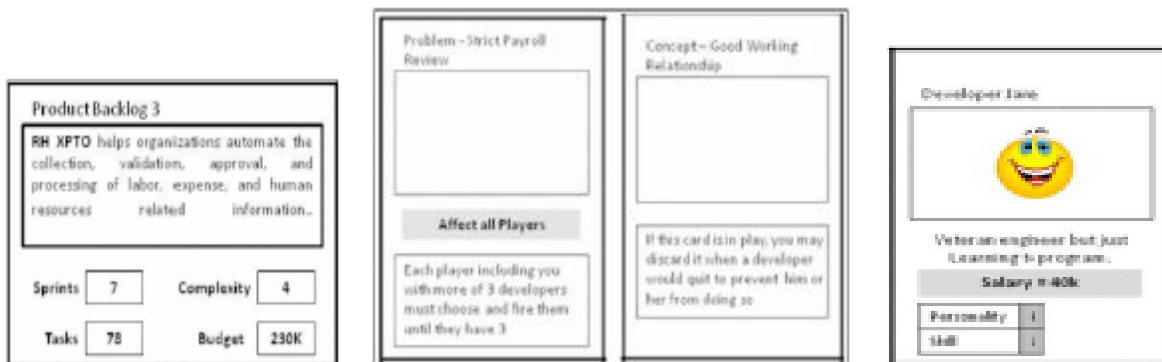 Product Backlog 3
RH XPTO helps organizations automate the
collection, validation, approval, and
processing of labor, expense, and human
resources related information..
Sprints 7 Complexity 4
Tasks 78 Budget 230K
Problem – Strict Payroll
Review
Affect all Players
Each player including you
with more of 3 developers
must choose and fire them
until they have 3
Concept – Good Working
Relationship
If this card is in play, you may
discard it when a developer
would quit to prevent him or
her from doing so
Developer
Veteran engineer but just
Learning program.
Salary = 40k
Personality
Skill